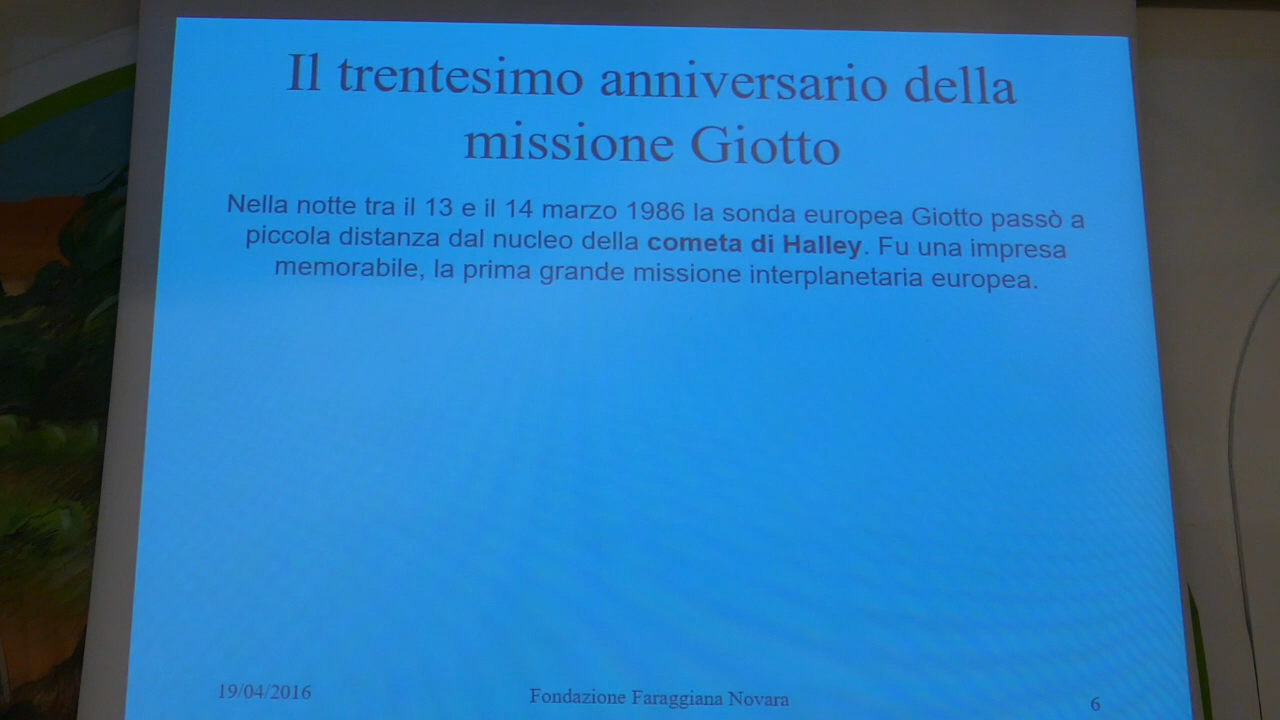 Il trentesimo anniversario della
missione Giotto
Nella notte tra il 13 e il 14 marzo 1986 la sonda europea Giotto passò a
piccola distanza dal nucleo della cometa di Halley. Fu una impresa
memorabile, la prima grande missione interplanetaria europea.
19/04/2016
Fondazione Faraggiana Novara
6